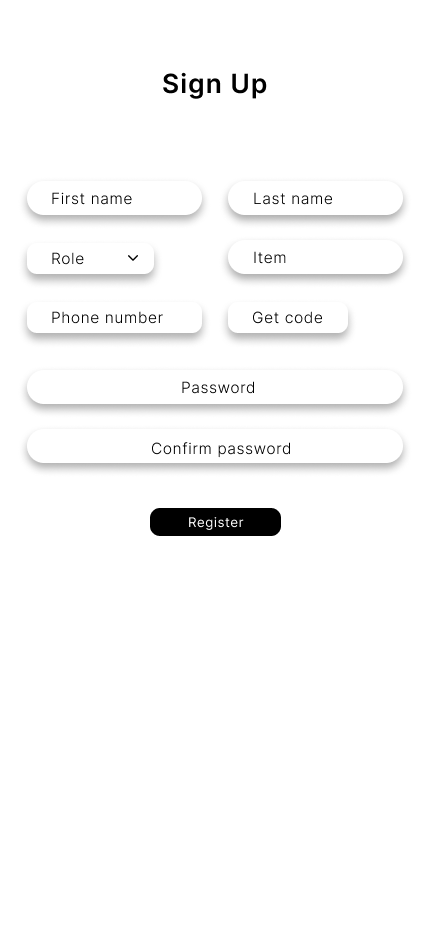 Sign Up
First name
Last name
Role
Item
Phone number
Get code
Password
Confirm password
Register